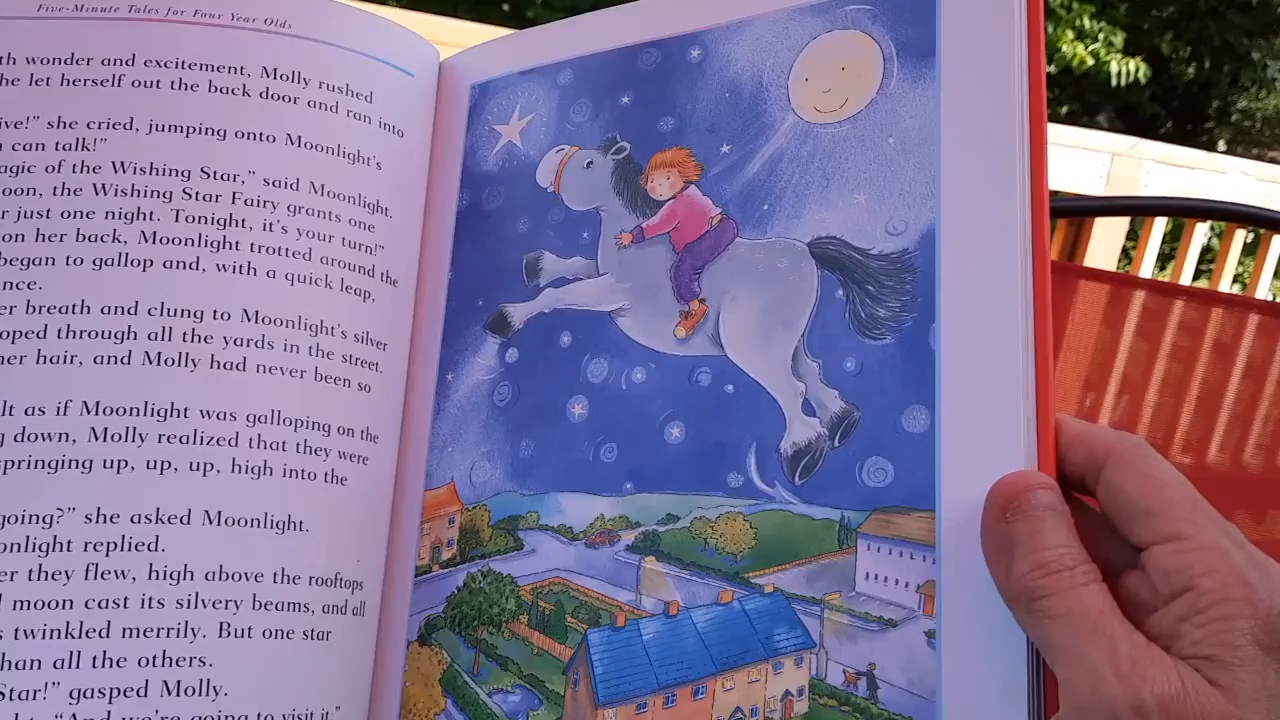 Five-Minute Tales for Four Year Olds
th wonder and excitement, Molly rushed
he let herself out the back door and ran into
ive!" she cried, jumping onto Moonlight's
can talk!"
agic of the Wishing Star," said Moonlight.
oon, the Wishing Star Fairy grants one
r just one night. Tonight, it's your turn!"
on her back, Moonlight trotted around the
began to gallop and, with a quick leap,
nce.
er breath and clung to Moonlight's silver
oped through all the yards in the street.
her hair, and Molly had never been so
lt as if Moonlight was galloping on the
g down, Molly realized that they were
springing up, up, up, high into the
going?" she asked Moonlight.
onlight replied.
er they flew, high above the rooftops
moon cast its silvery beams, and all
s twinkled merrily. But one star
han all the others.
Star!" gasped Molly.
"And we're going to visit it."